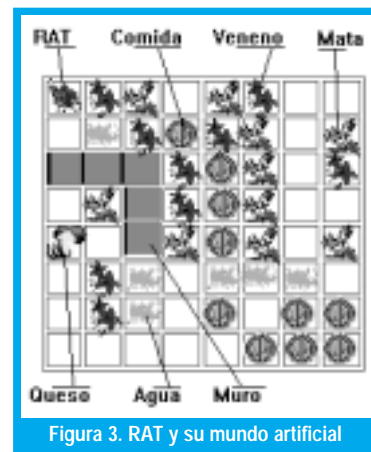 RAT Comida Veneno Mata
Queso Agua Muro
Figura 3. RAT y su mundo artificial